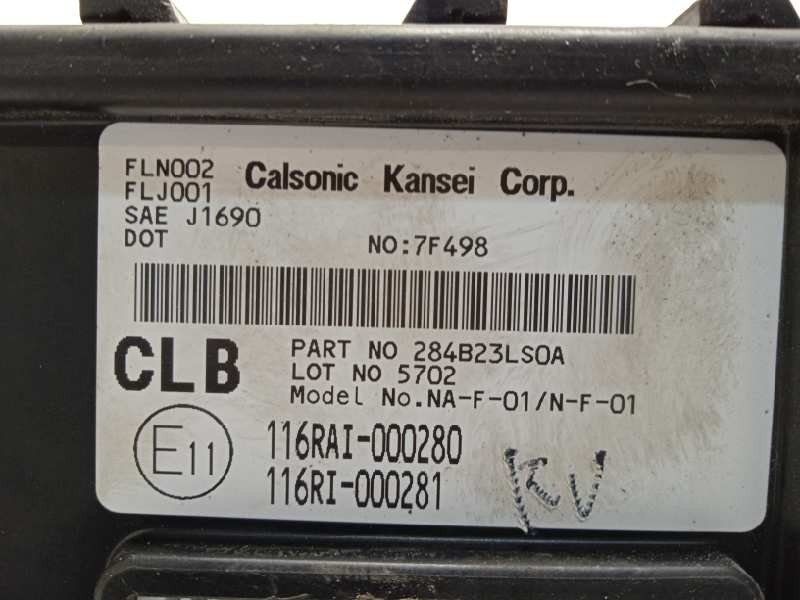 FLN002 Calsonic Kansei Corp.
FLJ001
SAE J1690
DOT NO:7F498
CLB
PART NO 284B23LS0A
LOT NO 5702
Model No.NA-F-01/N-F-01
E11
116RAI-000280
116RI-000281
RV